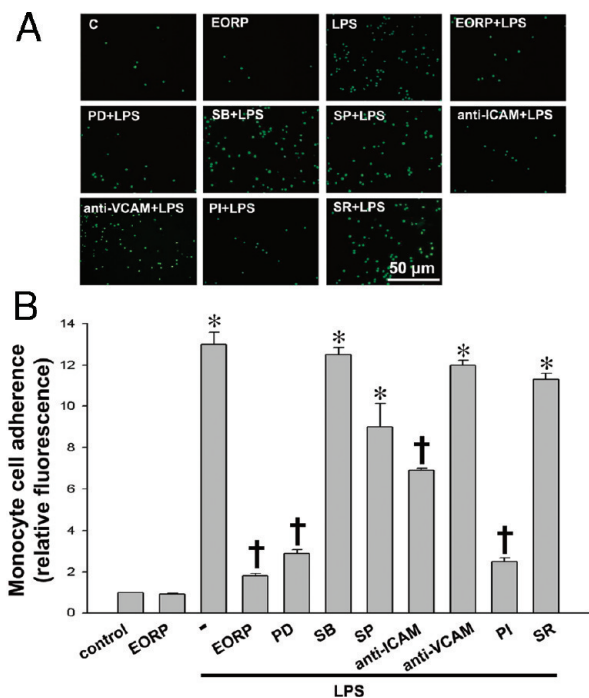 A
C EORP LPS EORP+LPS
PD+LPS SB+LPS SP+LPS anti-ICAM+LPS
anti-VCAM+LPS PI+LPS SR+LPS
50 μm
B
Monocyte cell adherence
(relative fluorescence)
14
12
10
8
6
4
2
0
* † † * * † * † *
control EORP - EORP PD SB SP anti-ICAM anti-VCAM PI SR
LPS